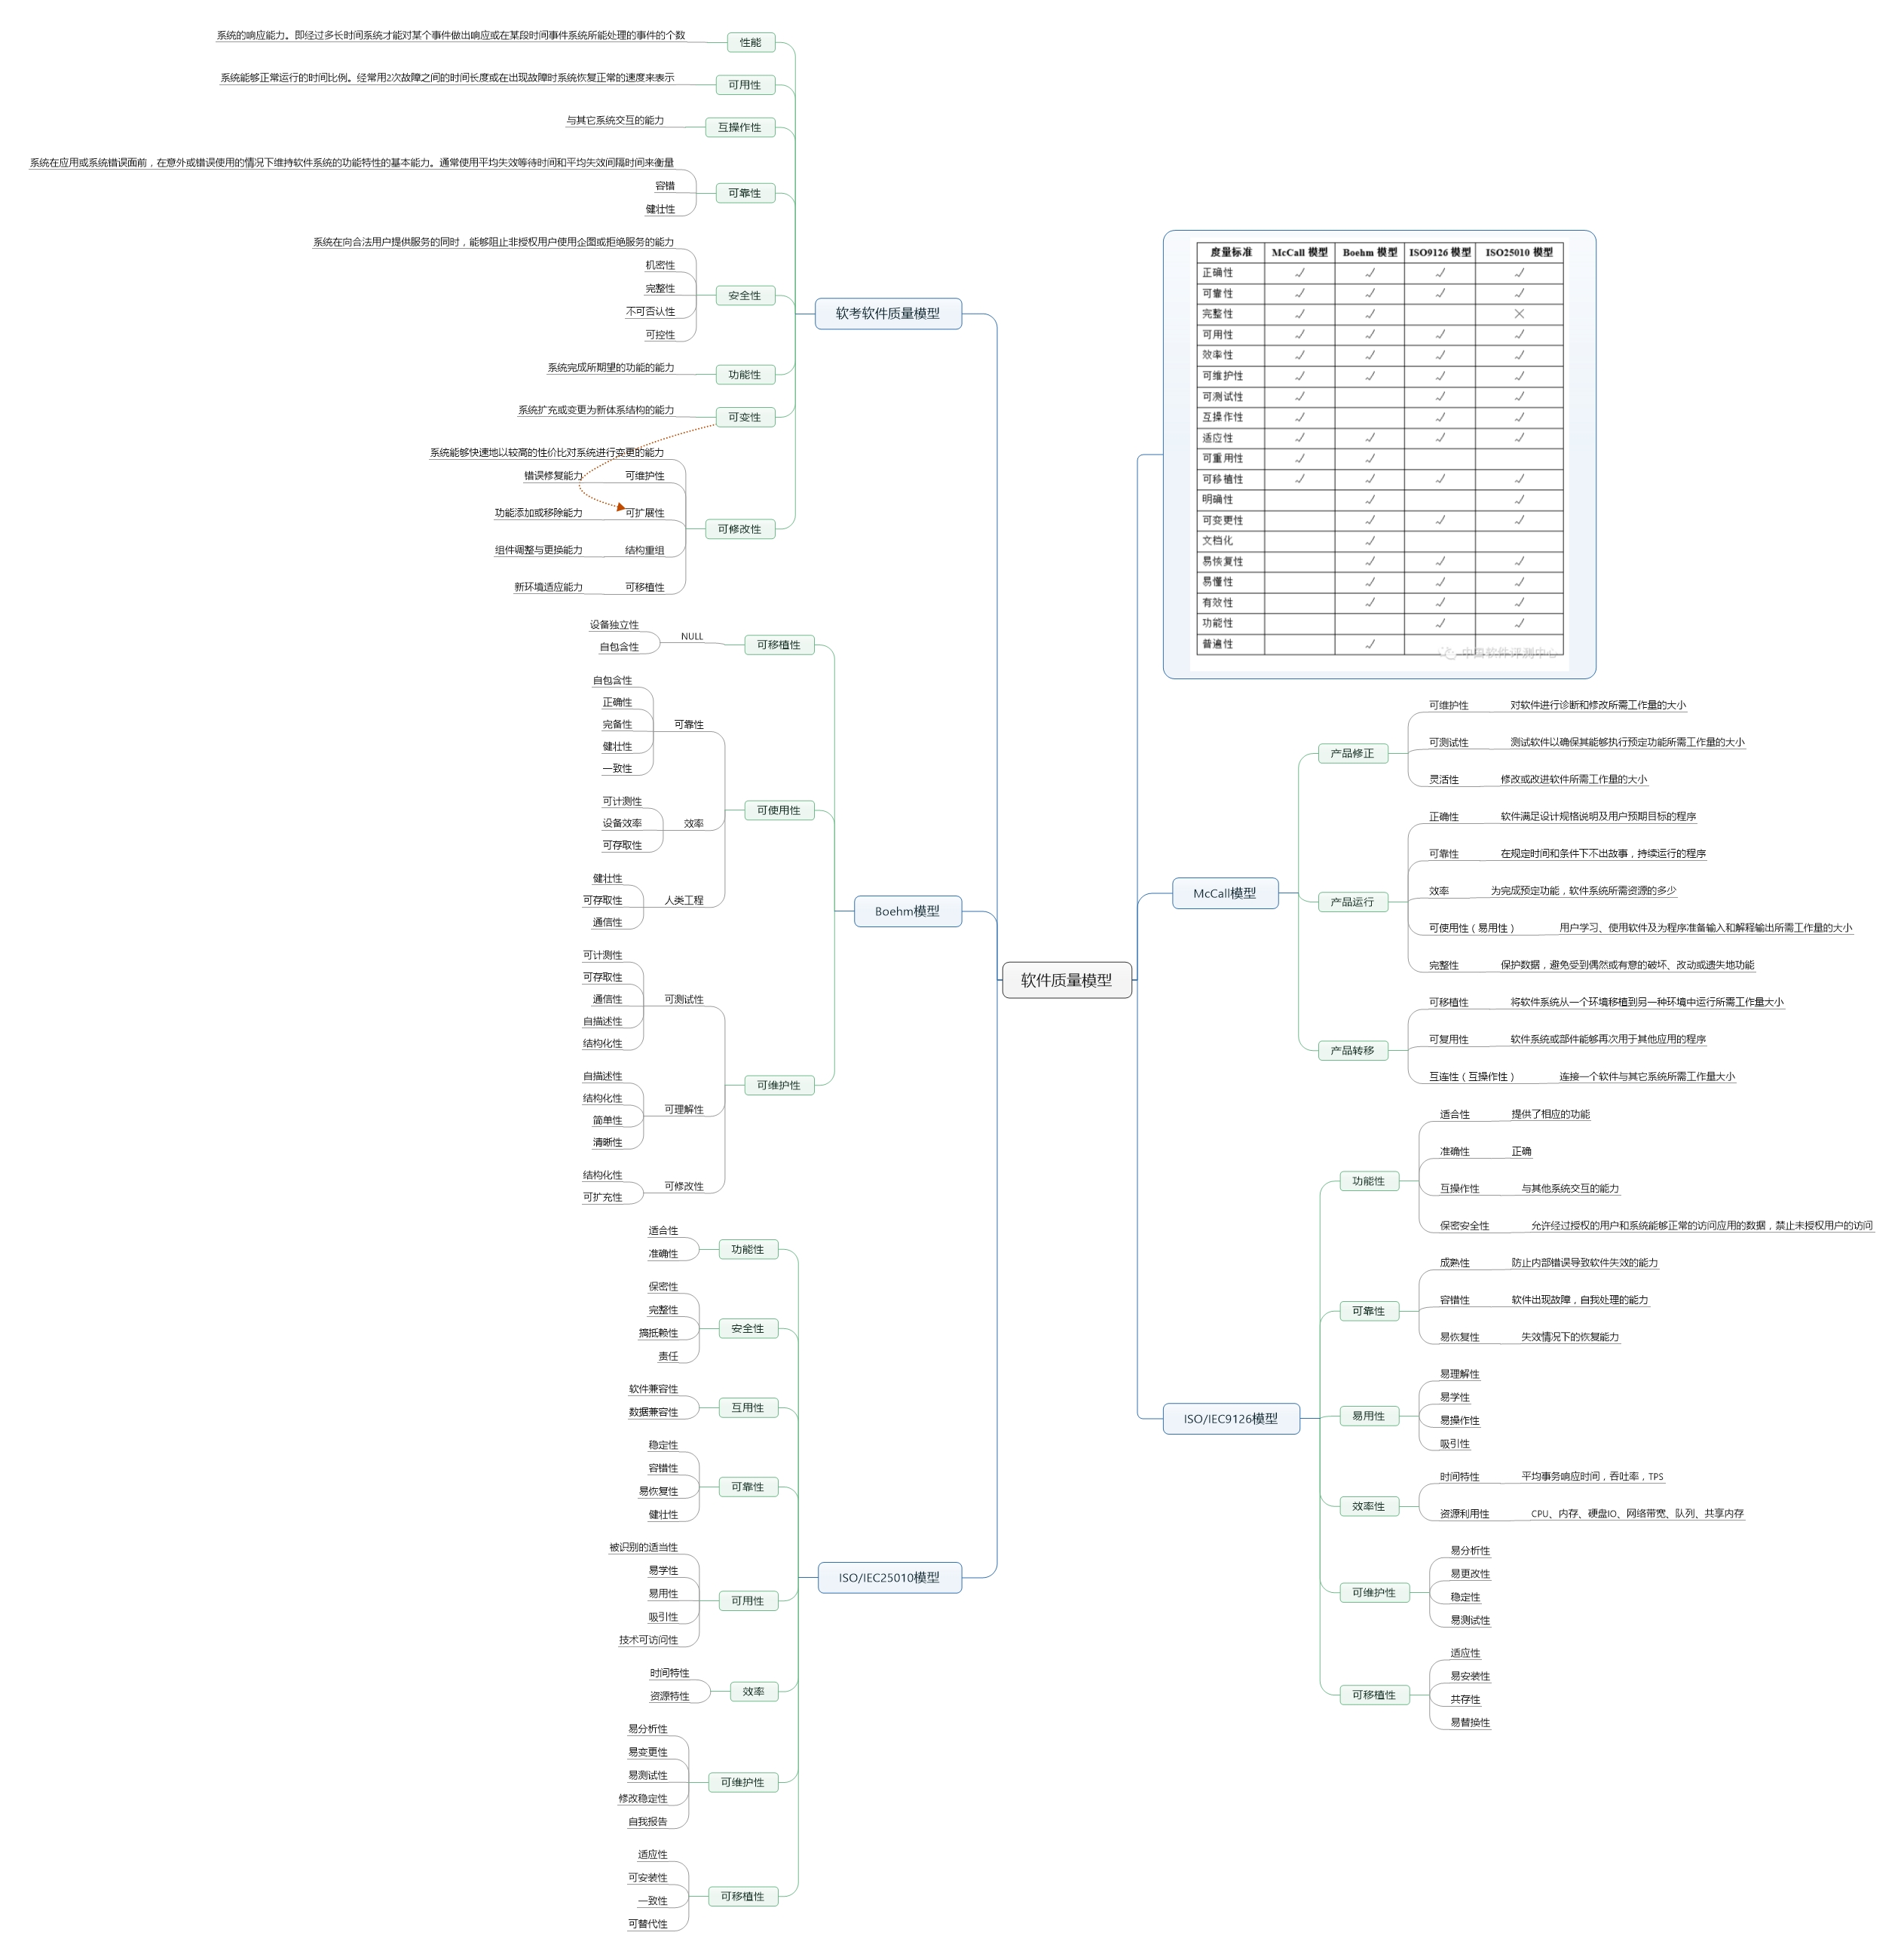 系统的响应能力。即经过多长时间系统才能对某个事件做出响应或在某段时间事件系统所能处理的事件的个数
性能
系统能够正常运行的时间比例。经常用2次故障之间的时间长度或在出现故障时系统恢复正常的速度来表示
可用性
与其它系统交互的能力
互操作性
系统在应用或系统错误面前，在意外或错误使用的情况下维持软件系统的功能特性的基本能力。通常使用平均失效等待时间和平均失效间隔时间来衡量
容错
健壮性
可靠性
系统在向合法用户提供服务的同时，能够阻止非授权用户使用企图或拒绝服务的能力
机密性
完整性
不可否认性
可控性
安全性
系统完成所期望的功能的能力
功能性
系统扩充或变更为新体系结构的能力
可变性
系统能够快速地以较高的性价比对系统进行变更的能力
错误修复能力 可维护性
功能添加或移除能力 可扩展性
组件调整与更换能力 结构重组
新环境适应能力 可移植性
可修改性
软考软件质量模型
设备独立性
自包含性
NULL
可移植性
自包含性
正确性
完备性
健壮性
一致性
可靠性
可计测性
设备效率
可存取性
效率
健壮性
可存取性
通信性
人类工程
可使用性
可计测性
可存取性
通信性
自描述性
结构化性
可测试性
自描述性
结构化性
简单性
清晰性
可理解性
结构化性
可扩充性
可修改性
可维护性
Boehm模型
适合性
准确性
功能性
保密性
完整性
搞抵赖性
责任
安全性
软件兼容性
数据兼容性
互用性
稳定性
容错性
易恢复性
健壮性
可靠性
被识别的适当性
易学性
易用性
吸引性
技术可访问性
可用性
时间特性
资源特性
效率
易分析性
易变更性
易测试性
修改稳定性
自我报告
可维护性
适应性
可安装性
一致性
可替代性
可移植性
ISO/IEC25010模型
软件质量模型
度量标准 McCall 模型 Boehm 模型 ISO9126 模型 ISO25010 模型
正确性 √ √ √ √
可靠性 √ √ √ √
完整性 √ √ ×
可用性 √ √ √ √
效率性 √ √ √ √
可维护性 √ √ √ √
可测试性 √ √ √
互操作性 √ √ √
适应性 √ √ √ √
可重用性 √ √
可移植性 √ √ √ √
明确性 √ √
可变更性 √ √ √
文档化 √
易恢复性 √ √ √
易懂性 √ √ √
有效性 √ √ √
功能性 √ √
普遍性 √
中国软件评测中心
McCall模型
产品修正
可维护性 对软件进行诊断和修改所需工作量的大小
可测试性 测试软件以确保其能够执行预定功能所需工作量的大小
灵活性 修改或改进软件所需工作量的大小
产品运行
正确性 软件满足设计规格说明及用户预期目标的程序
可靠性 在规定时间和条件下不出故事，持续运行的程序
效率 为完成预定功能，软件系统所需资源的多少
可使用性（易用性） 用户学习、使用软件及为程序准备输入和解释输出所需工作量的大小
完整性 保护数据，避免受到偶然或有意的破坏、改动或遗失地功能
产品转移
可移植性 将软件系统从一个环境移植到另一种环境中运行所需工作量大小
可复用性 软件系统或部件能够再次用于其他应用的程序
互连性（互操作性） 连接一个软件与其它系统所需工作量大小
ISO/IEC9126模型
功能性
适合性 提供了相应的功能
准确性 正确
互操作性 与其他系统交互的能力
保密安全性 允许经过授权的用户和系统能够正常的访问应用的数据，禁止未授权用户的访问
可靠性
成熟性 防止内部错误导致软件失效的能力
容错性 软件出现故障，自我处理的能力
易恢复性 失效情况下的恢复能力
易用性
易理解性
易学性
易操作性
吸引性
效率性
时间特性 平均事务响应时间，吞吐率，TPS
资源利用性 CPU、内存、硬盘IO、网络带宽、队列、共享内存
可维护性
易分析性
易更改性
稳定性
易测试性
可移植性
适应性
易安装性
共存性
易替换性